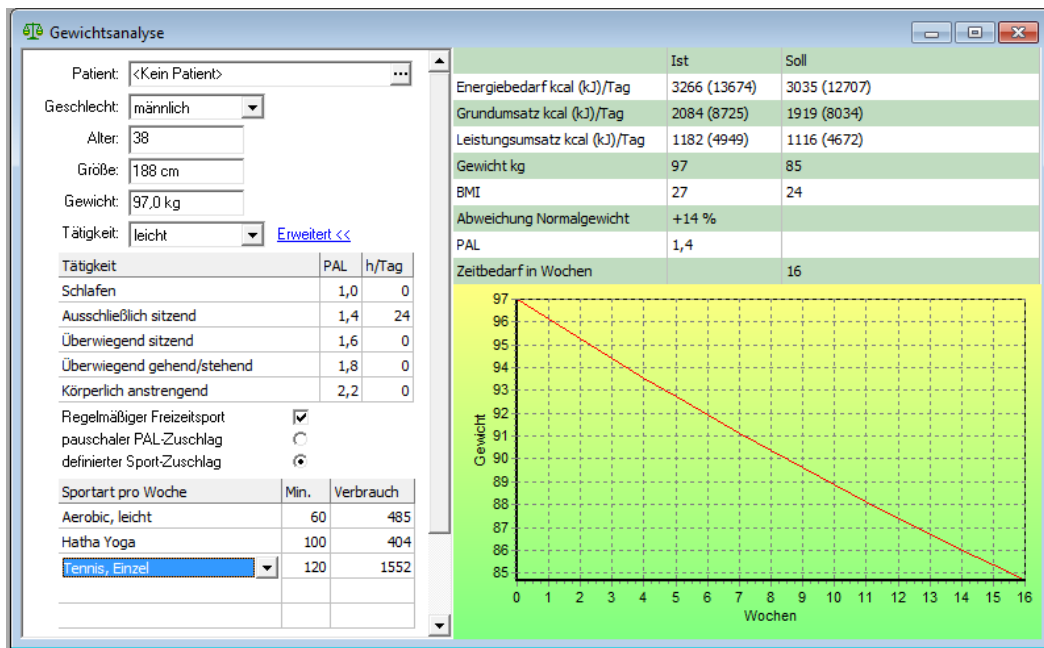 Gewichtsanalyse
Patient: <Kein Patient> ...
Geschlecht: männlich
Alter: 38
Größe: 188 cm
Gewicht: 97,0 kg
Tätigkeit: leicht Erweitert <<
Tätigkeit PAL h/Tag
Schlafen 1,0 0
Ausschließlich sitzend 1,4 24
Überwiegend sitzend 1,6 0
Überwiegend gehend/stehend 1,8 0
Körperlich anstrengend 2,2 0
Regelmäßiger Freizeitsport
pauschaler PAL-Zuschlag
definierter Sport-Zuschlag
Sportart pro Woche Min. Verbrauch
Aerobic, leicht 60 485
Hatha Yoga 100 404
Tennis, Einzel 120 1552
Ist Soll
Energiebedarf kcal (kJ)/Tag 3266 (13674) 3035 (12707)
Grundumsatz kcal (kJ)/Tag 2084 (8725) 1919 (8034)
Leistungsumsatz kcal (kJ)/Tag 1182 (4949) 1116 (4672)
Gewicht kg 97 85
BMI 27 24
Abweichung Normalgewicht +14 %
PAL 1,4
Zeitbedarf in Wochen 16
97
96
95
94
93
92
91
90
89
88
87
86
85
Gewicht
0 1 2 3 4 5 6 7 8 9 10 11 12 13 14 15 16
Wochen